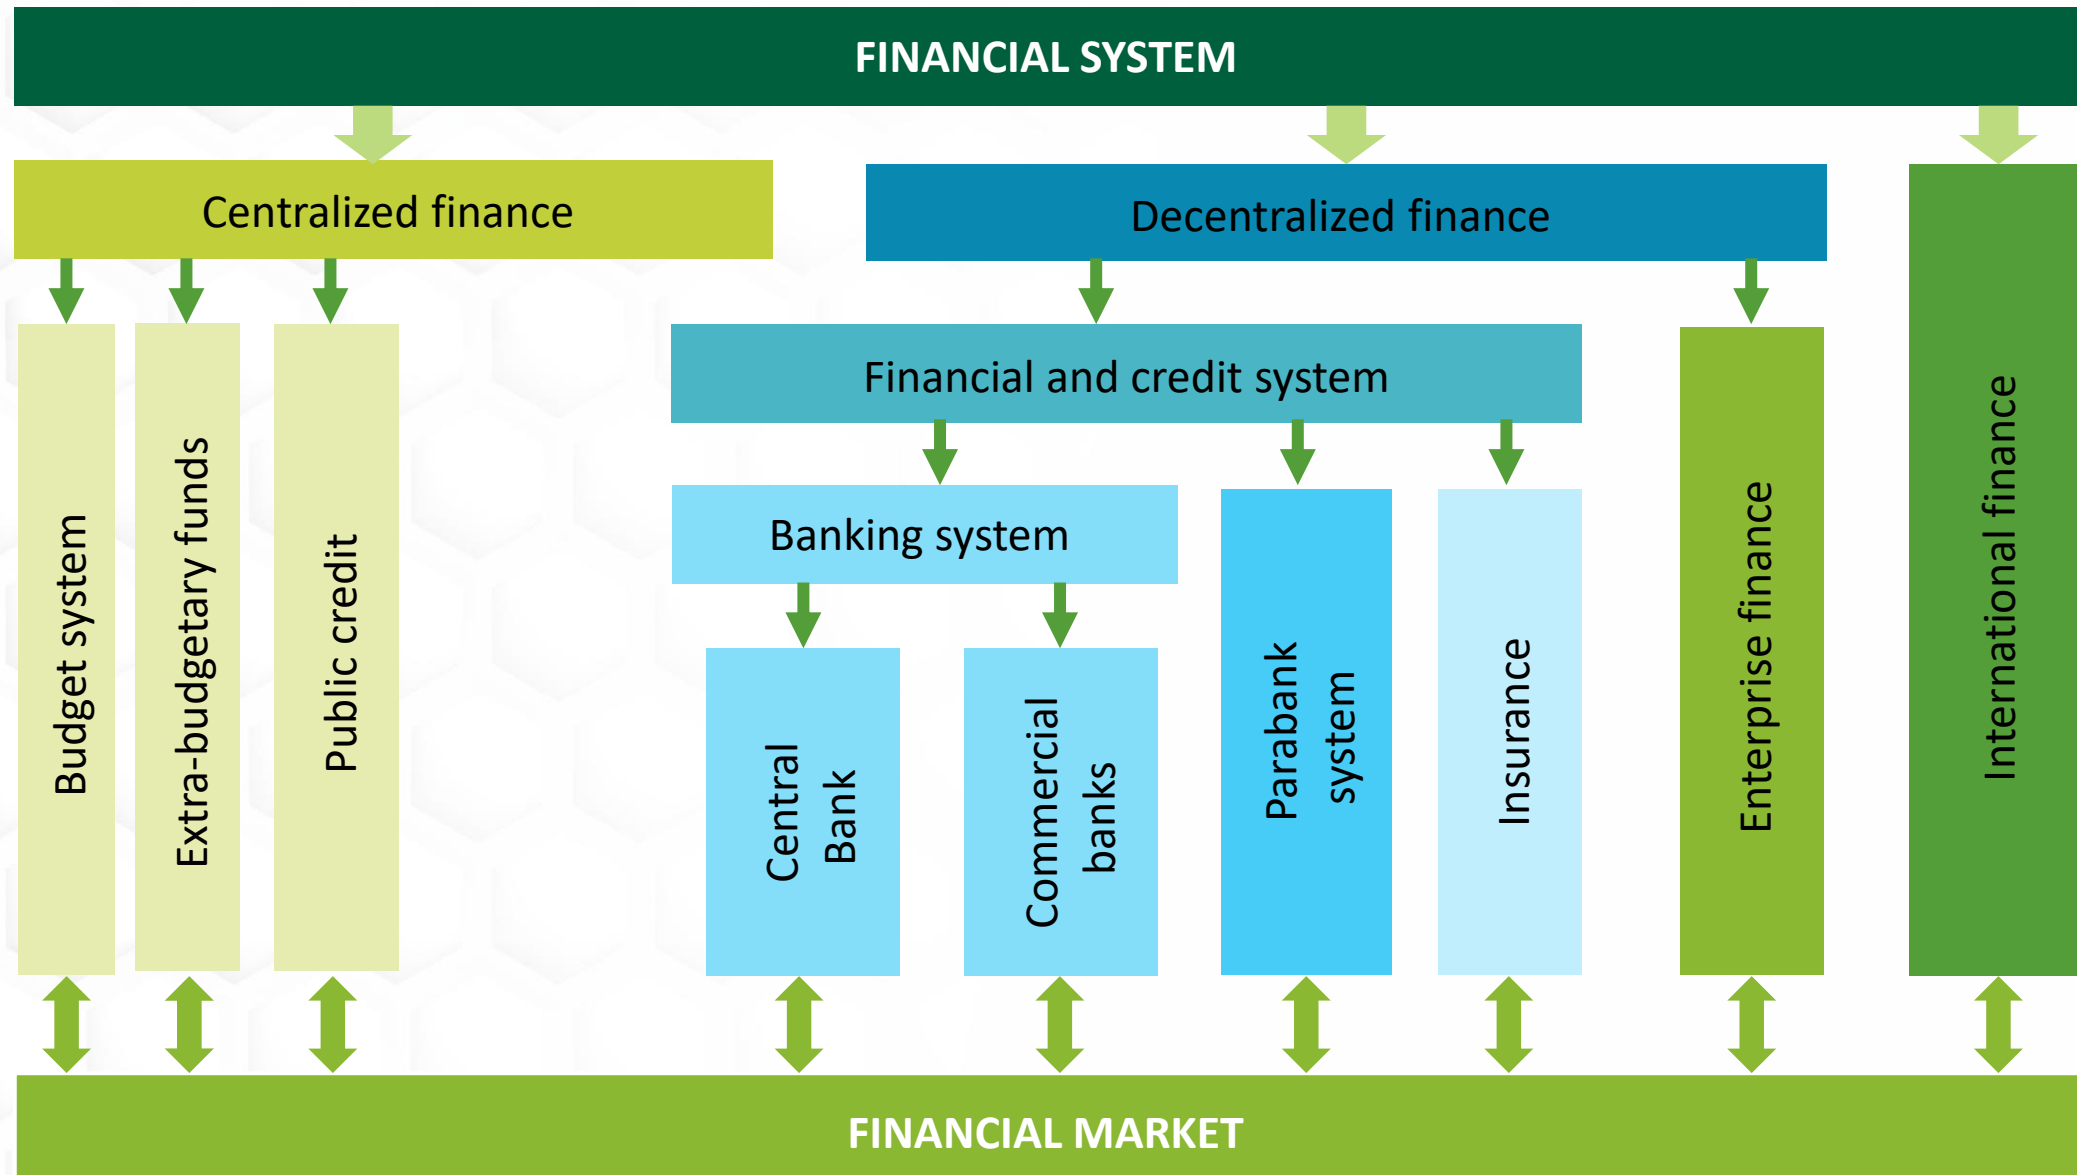 FINANCIAL SYSTEM
Centralized finance
Decentralized finance
Financial and credit system
Banking system
Budget system
Extra-budgetary funds
Public credit
Central
Bank
Commercial
banks
Parabank
system
Insurance
Enterprise finance
International finance
FINANCIAL MARKET